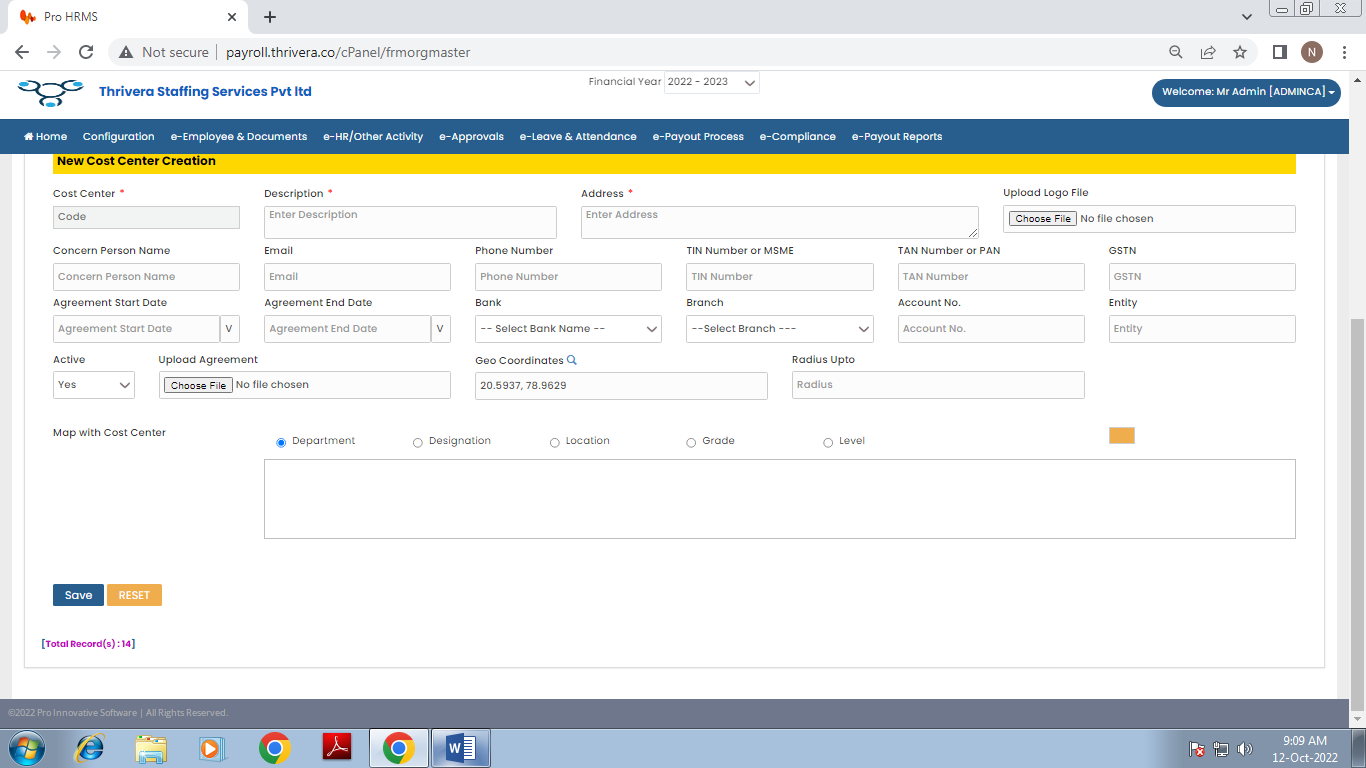 Pro HRMS
Not secure payroll.thrivera.co/cPanel/frmorgmaster N
Thrivera Staffing Services Pvt ltd
Financial Year 2022 - 2023
Welcome: Mr Admin [ADMINCA]
Home Configuration e-Employee & Documents e-HR/Other Activity e-Approvals e-Leave & Attendance e-Payout Process e-Compliance e-Payout Reports
New Cost Center Creation
Cost Center * Description * Address * Upload Logo File
Code Enter Description Enter Address Choose File No file chosen
Concern Person Name Email Phone Number TIN Number or MSME TAN Number or PAN GSTN
Concern Person Name Email Phone Number TIN Number TAN Number GSTN
Agreement Start Date Agreement End Date Bank Branch Account No. Entity
Agreement Start Date V Agreement End Date V -- Select Bank Name -- --Select Branch --- Account No. Entity
Active Upload Agreement Geo Coordinates Radius Upto
Yes Choose File No file chosen 20.5937, 78.9629 Radius
Map with Cost Center Department Designation Location Grade Level
Save RESET
[Total Record(s) : 14]
©2022 Pro Innovative Software | All Rights Reserved.
W
9:09 AM
12-Oct-2022